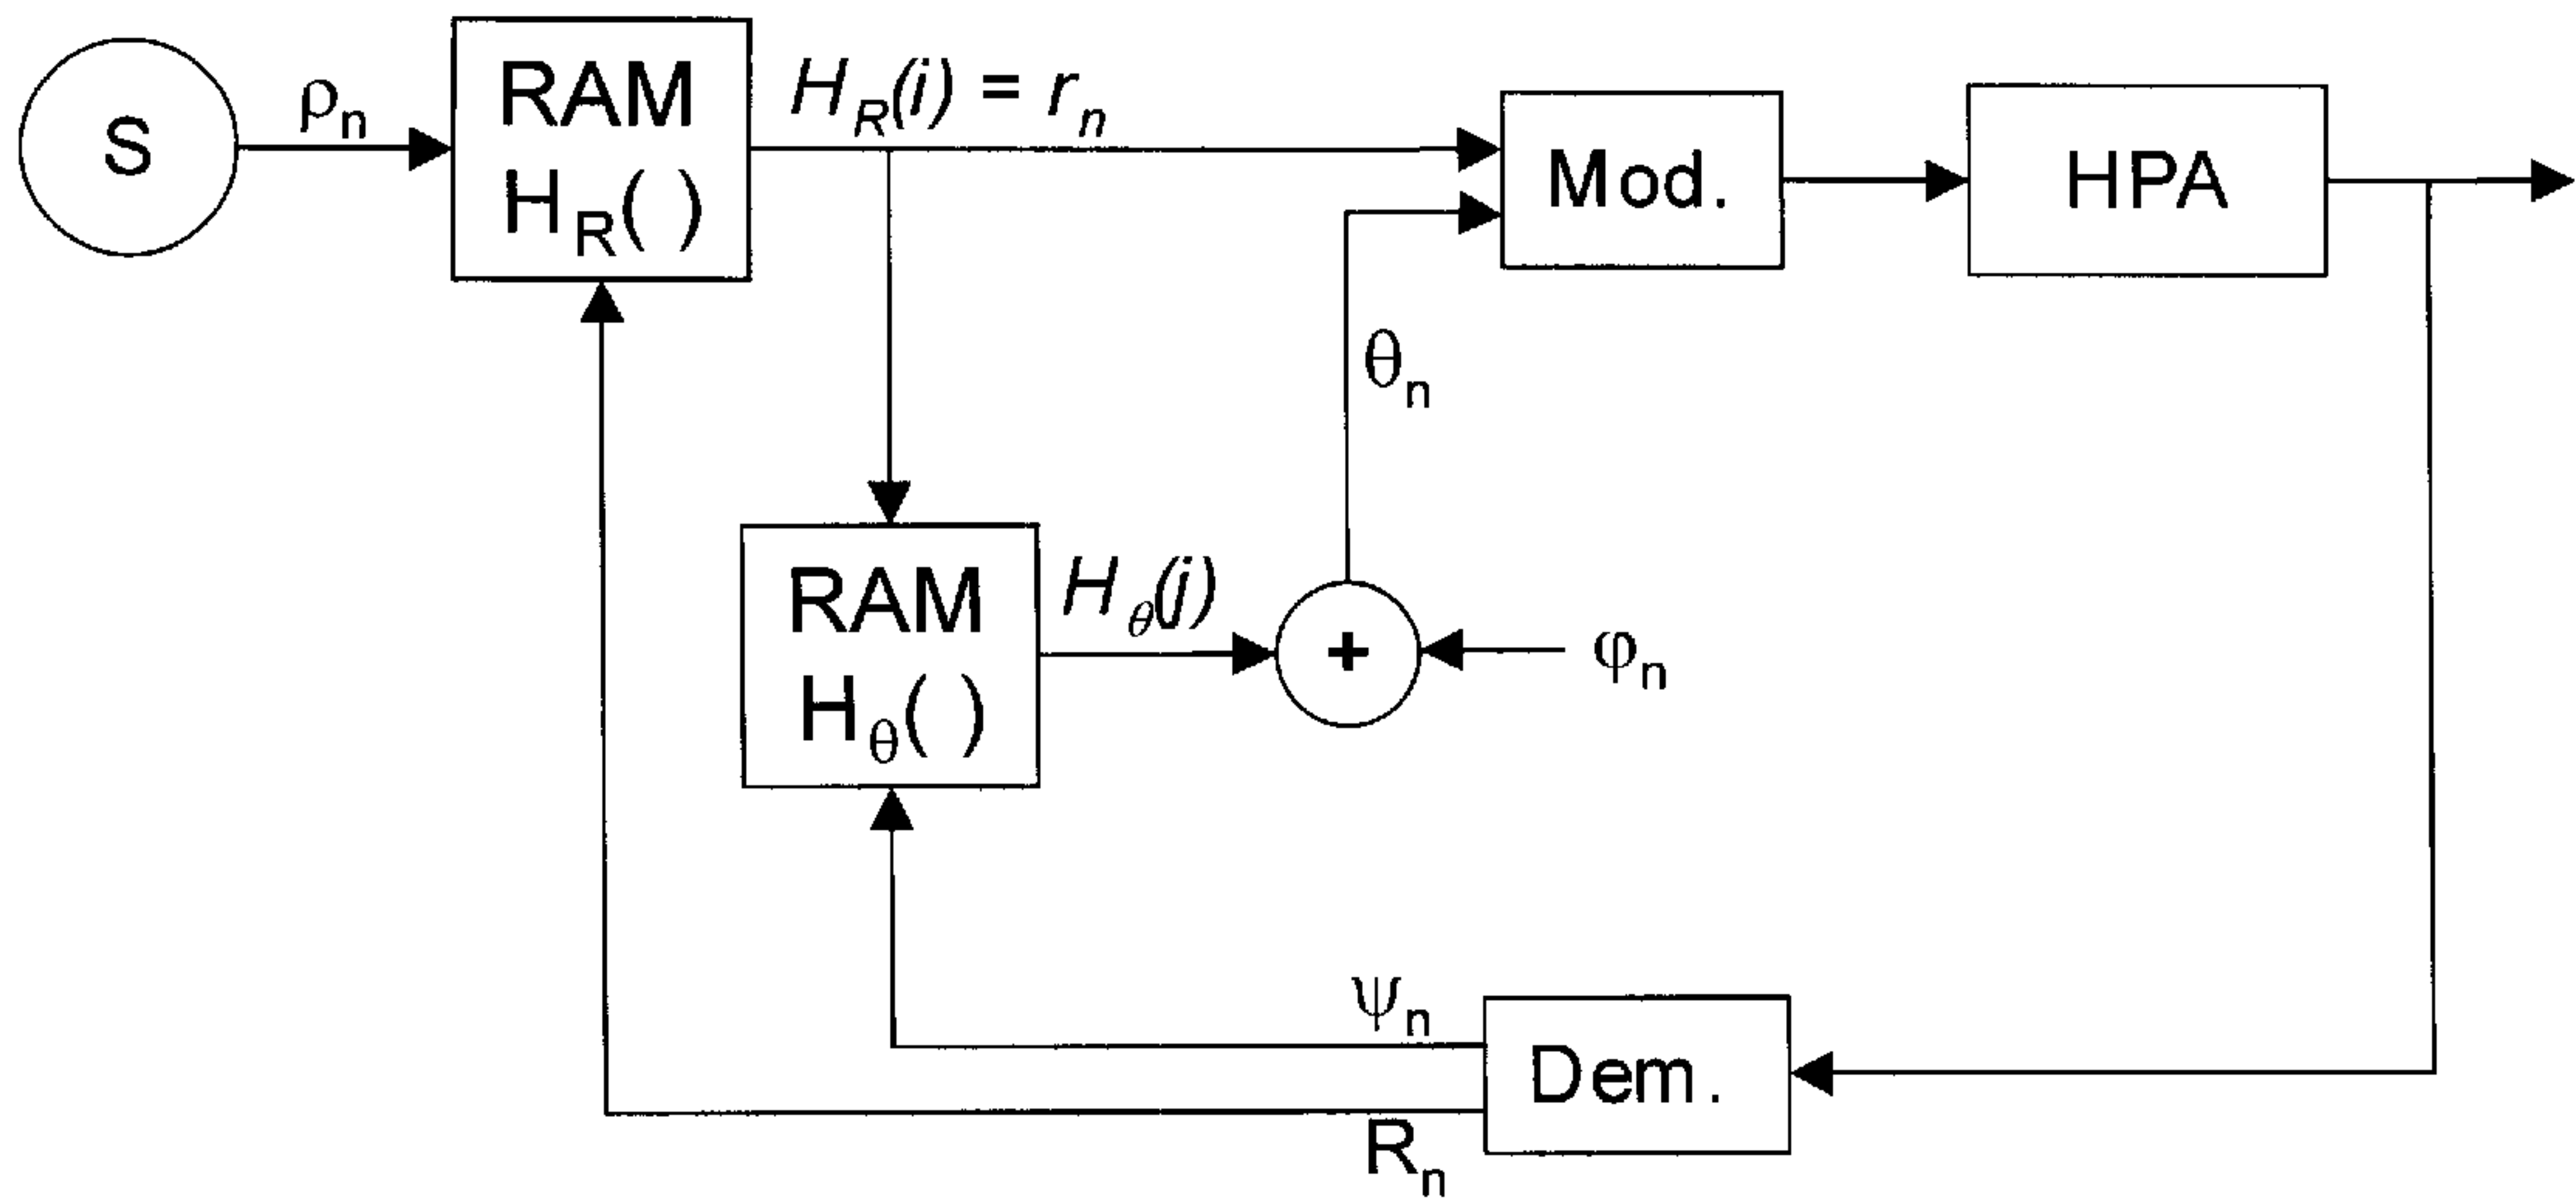 S
ρn
RAM
HR( )
HR(i) = rn
Mod.
HPA
θn
RAM
Hθ( )
Hθ(j)
+
φn
ψn
Dem.
Rn